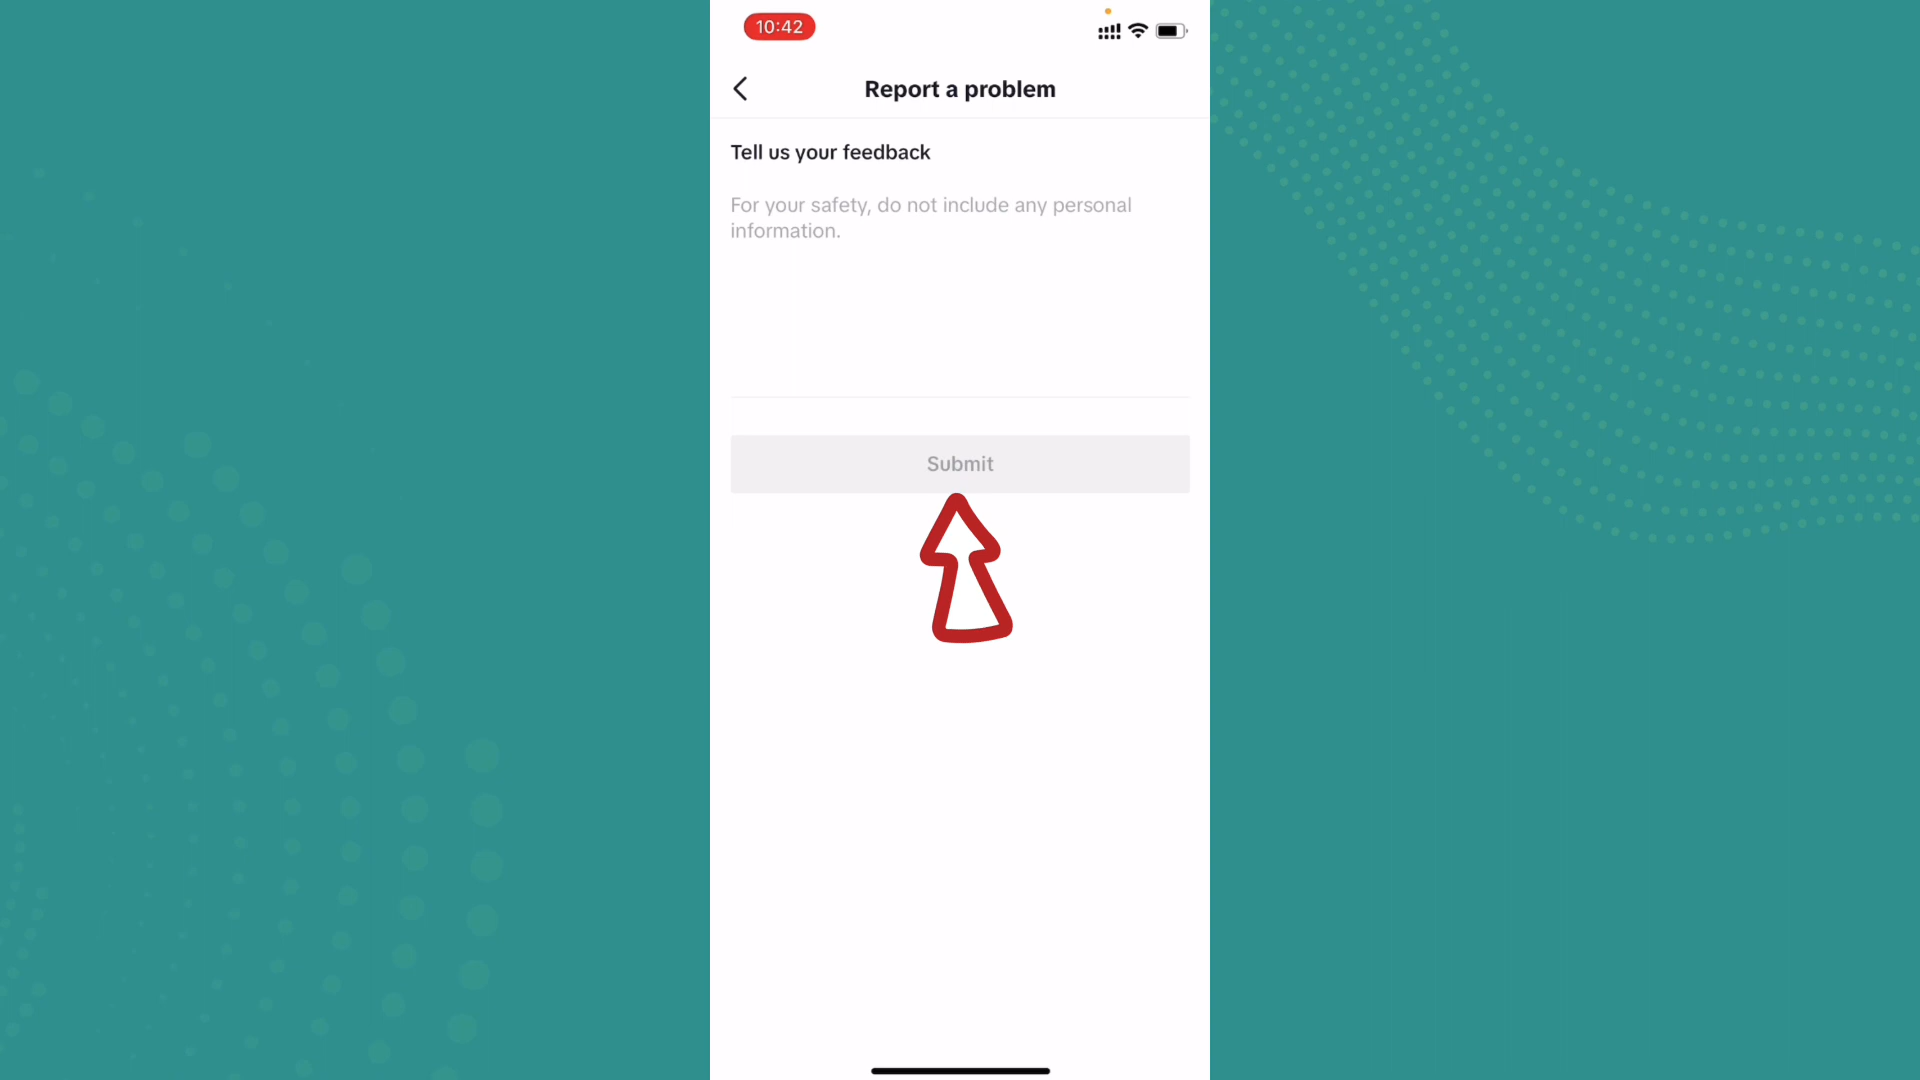 10:42
Report a problem
Tell us your feedback
For your safety, do not include any personal
information.
Submit